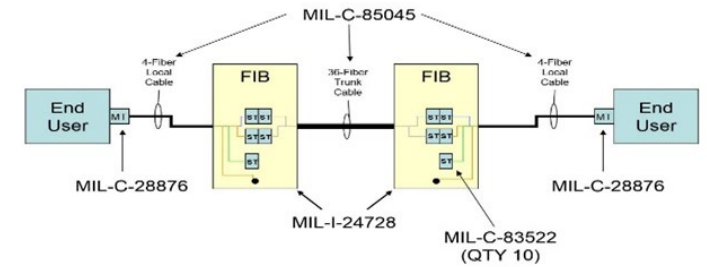 MIL-C-85045
4-Fiber
Local
Cable
36-Fiber
Trunk
Cable
4-Fiber
Local
Cable
FIB
FIB
End
User
MI
ST ST
ST ST
ST
ST ST
ST ST
ST
MI
End
User
MIL-C-28876
MIL-I-24728
MIL-C-28876
MIL-C-83522
(QTY 10)